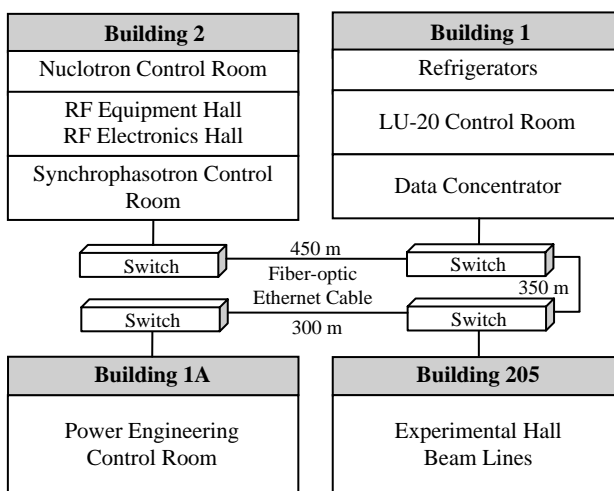 Building 2
Nuclotron Control Room
RF Equipment Hall
RF Electronics Hall
Synchrophasotron Control
Room
Building 1
Refrigerators
LU-20 Control Room
Data Concentrator
450 m
Switch
Fiber-optic
Ethernet Cable
Switch
350 m
Switch
300 m
Switch
Building 1A
Power Engineering
Control Room
Building 205
Experimental Hall
Beam Lines